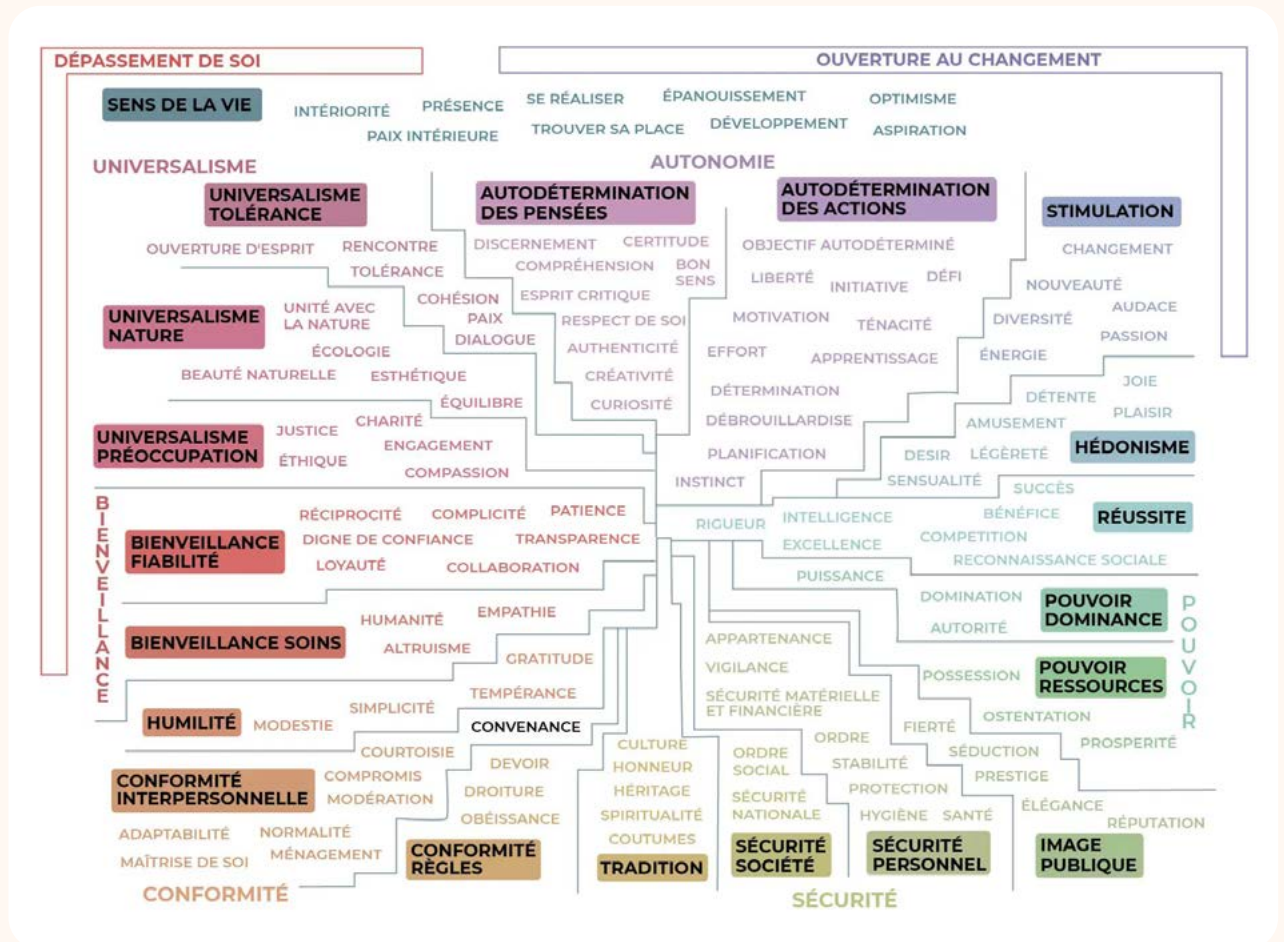 DÉPASSEMENT DE SOI
OUVERTURE AU CHANGEMENT
SENS DE LA VIE
INTÉRIORITÉ
PRÉSENCE
SE RÉALISER
ÉPANOUISSEMENT
OPTIMISME
PAIX INTÉRIEURE
TROUVER SA PLACE
DÉVELOPPEMENT
ASPIRATION
UNIVERSALISME
AUTONOMIE
UNIVERSALISME
TOLÉRANCE
OUVERTURE D'ESPRIT
RENCONTRE
TOLÉRANCE
COHÉSION
PAIX
DIALOGUE
AUTODÉTERMINATION
DES PENSÉES
DISCERNEMENT
CERTITUDE
COMPRÉHENSION
BON
SENS
ESPRIT CRITIQUE
RESPECT DE SOI
AUTHENTICITÉ
CRÉATIVITÉ
CURIOSITÉ
AUTODÉTERMINATION
DES ACTIONS
OBJECTIF AUTODÉTERMINÉ
LIBERTÉ
INITIATIVE
DÉFI
MOTIVATION
TÉNACITÉ
EFFORT
APPRENTISSAGE
DÉTERMINATION
DÉBROUILLARDISE
PLANIFICATION
INSTINCT
STIMULATION
CHANGEMENT
NOUVEAUTÉ
AUDACE
DIVERSITÉ
PASSION
ÉNERGIE
UNIVERSALISME
NATURE
UNITÉ AVEC
LA NATURE
ÉCOLOGIE
BEAUTÉ NATURELLE
ESTHÉTIQUE
ÉQUILIBRE
UNIVERSALISME
PRÉOCCUPATION
JUSTICE
CHARITÉ
ÉTHIQUE
ENGAGEMENT
COMPASSION
JOIE
DÉTENTE
PLAISIR
AMUSEMENT
HÉDONISME
DESIR
LÉGÈRETÉ
SENSUALITÉ
BIENVEILLANCE
BIENVEILLANCE
FIABILITÉ
RÉCIPROCITÉ
COMPLICITÉ
PATIENCE
DIGNE DE CONFIANCE
TRANSPARENCE
LOYAUTÉ
COLLABORATION
SUCCÈS
BÉNÉFICE
RÉUSSITE
RIGUEUR
INTELLIGENCE
EXCELLENCE
COMPETITION
RECONNAISSANCE SOCIALE
BIENVEILLANCE SOINS
HUMANITÉ
EMPATHIE
ALTRUISME
GRATITUDE
PUISSANCE
DOMINATION
AUTORITÉ
POUVOIR
DOMINANCE
POUVOIR
POUVOIR
RESSOURCES
POSSESSION
OSTENTATION
PROSPERITÉ
HUMILITÉ
MODESTIE
SIMPLICITÉ
TEMPÉRANCE
CONVENANCE
CONFORMITÉ
INTERPERSONNELLE
COURTOISIE
COMPROMIS
MODÉRATION
ADAPTABILITÉ
NORMALITÉ
MAÎTRISE DE SOI
MÉNAGEMENT
CONFORMITÉ
DEVOIR
DROITURE
OBÉISSANCE
CONFORMITÉ
RÈGLES
CULTURE
HONNEUR
HÉRITAGE
SPIRITUALITÉ
COUTUMES
TRADITION
APPARTENANCE
VIGILANCE
SÉCURITÉ MATÉRIELLE
ET FINANCIÈRE
ORDRE
SOCIAL
SÉCURITÉ
NATIONALE
SÉCURITÉ
SOCIÉTÉ
ORDRE
STABILITÉ
PROTECTION
HYGIÈNE
SANTÉ
SÉCURITÉ
PERSONNEL
SÉCURITÉ
FIERTÉ
SÉDUCTION
PRESTIGE
ÉLÉGANCE
RÉPUTATION
IMAGE
PUBLIQUE